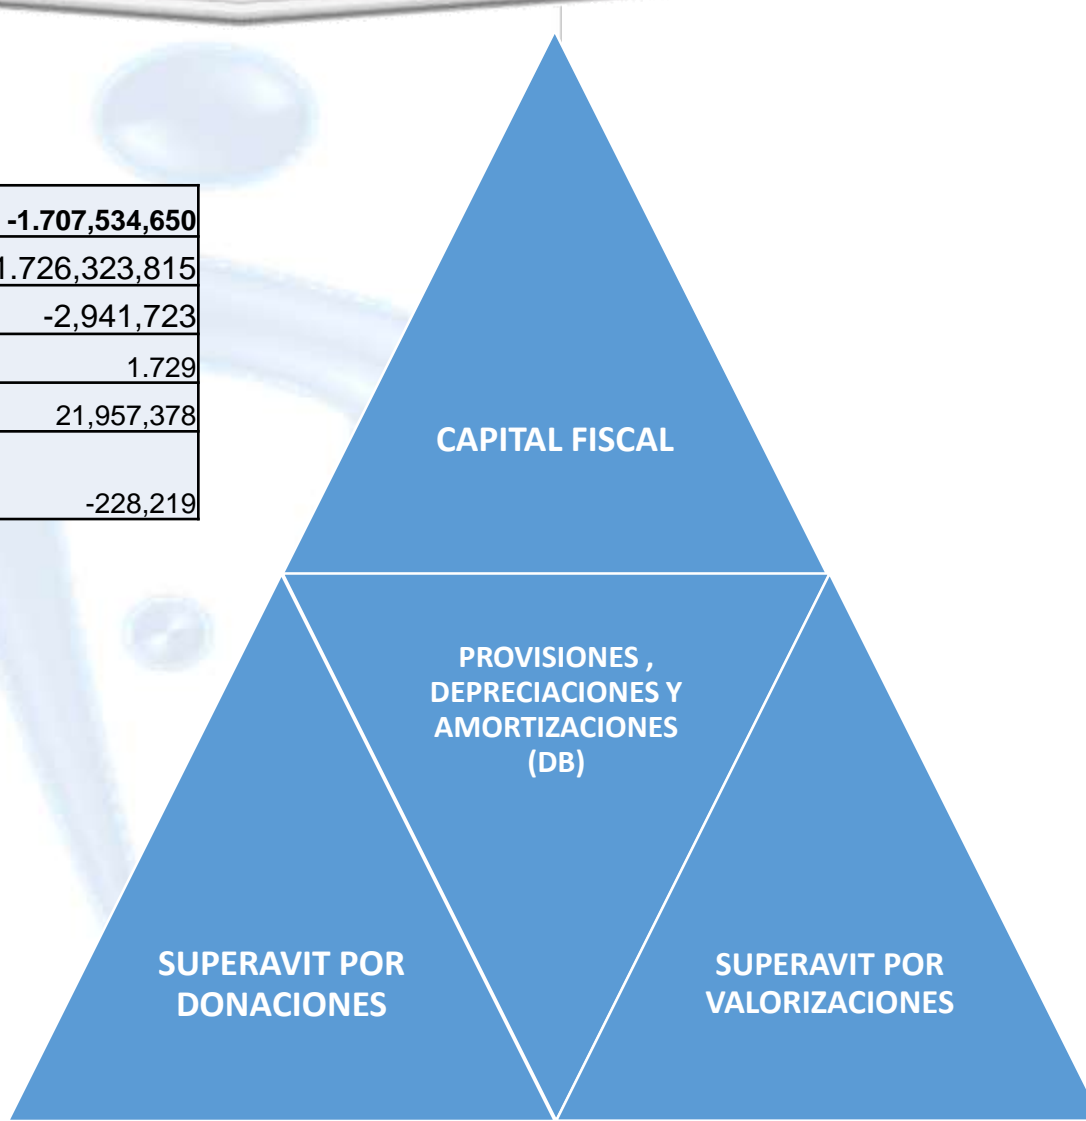 -1.707,534,650
1.726,323,815
-2,941,723
1.729
21,957,378
-228,219
CAPITAL FISCAL
PROVISIONES ,
DEPRECIACIONES Y
AMORTIZACIONES
(DB)
SUPERAVIT POR
DONACIONES
SUPERAVIT POR
VALORIZACIONES